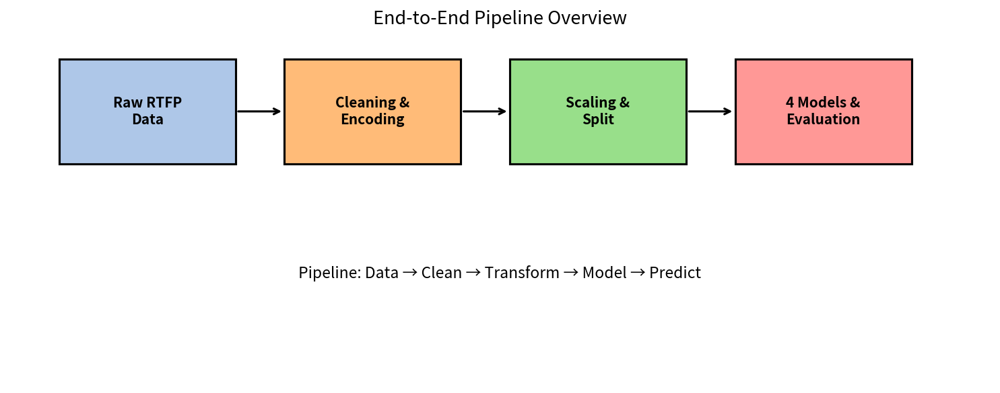 End-to-End Pipeline Overview
Raw RTFP
Data
Cleaning &
Encoding
Scaling &
Split
4 Models &
Evaluation
Pipeline: Data → Clean → Transform → Model → Predict